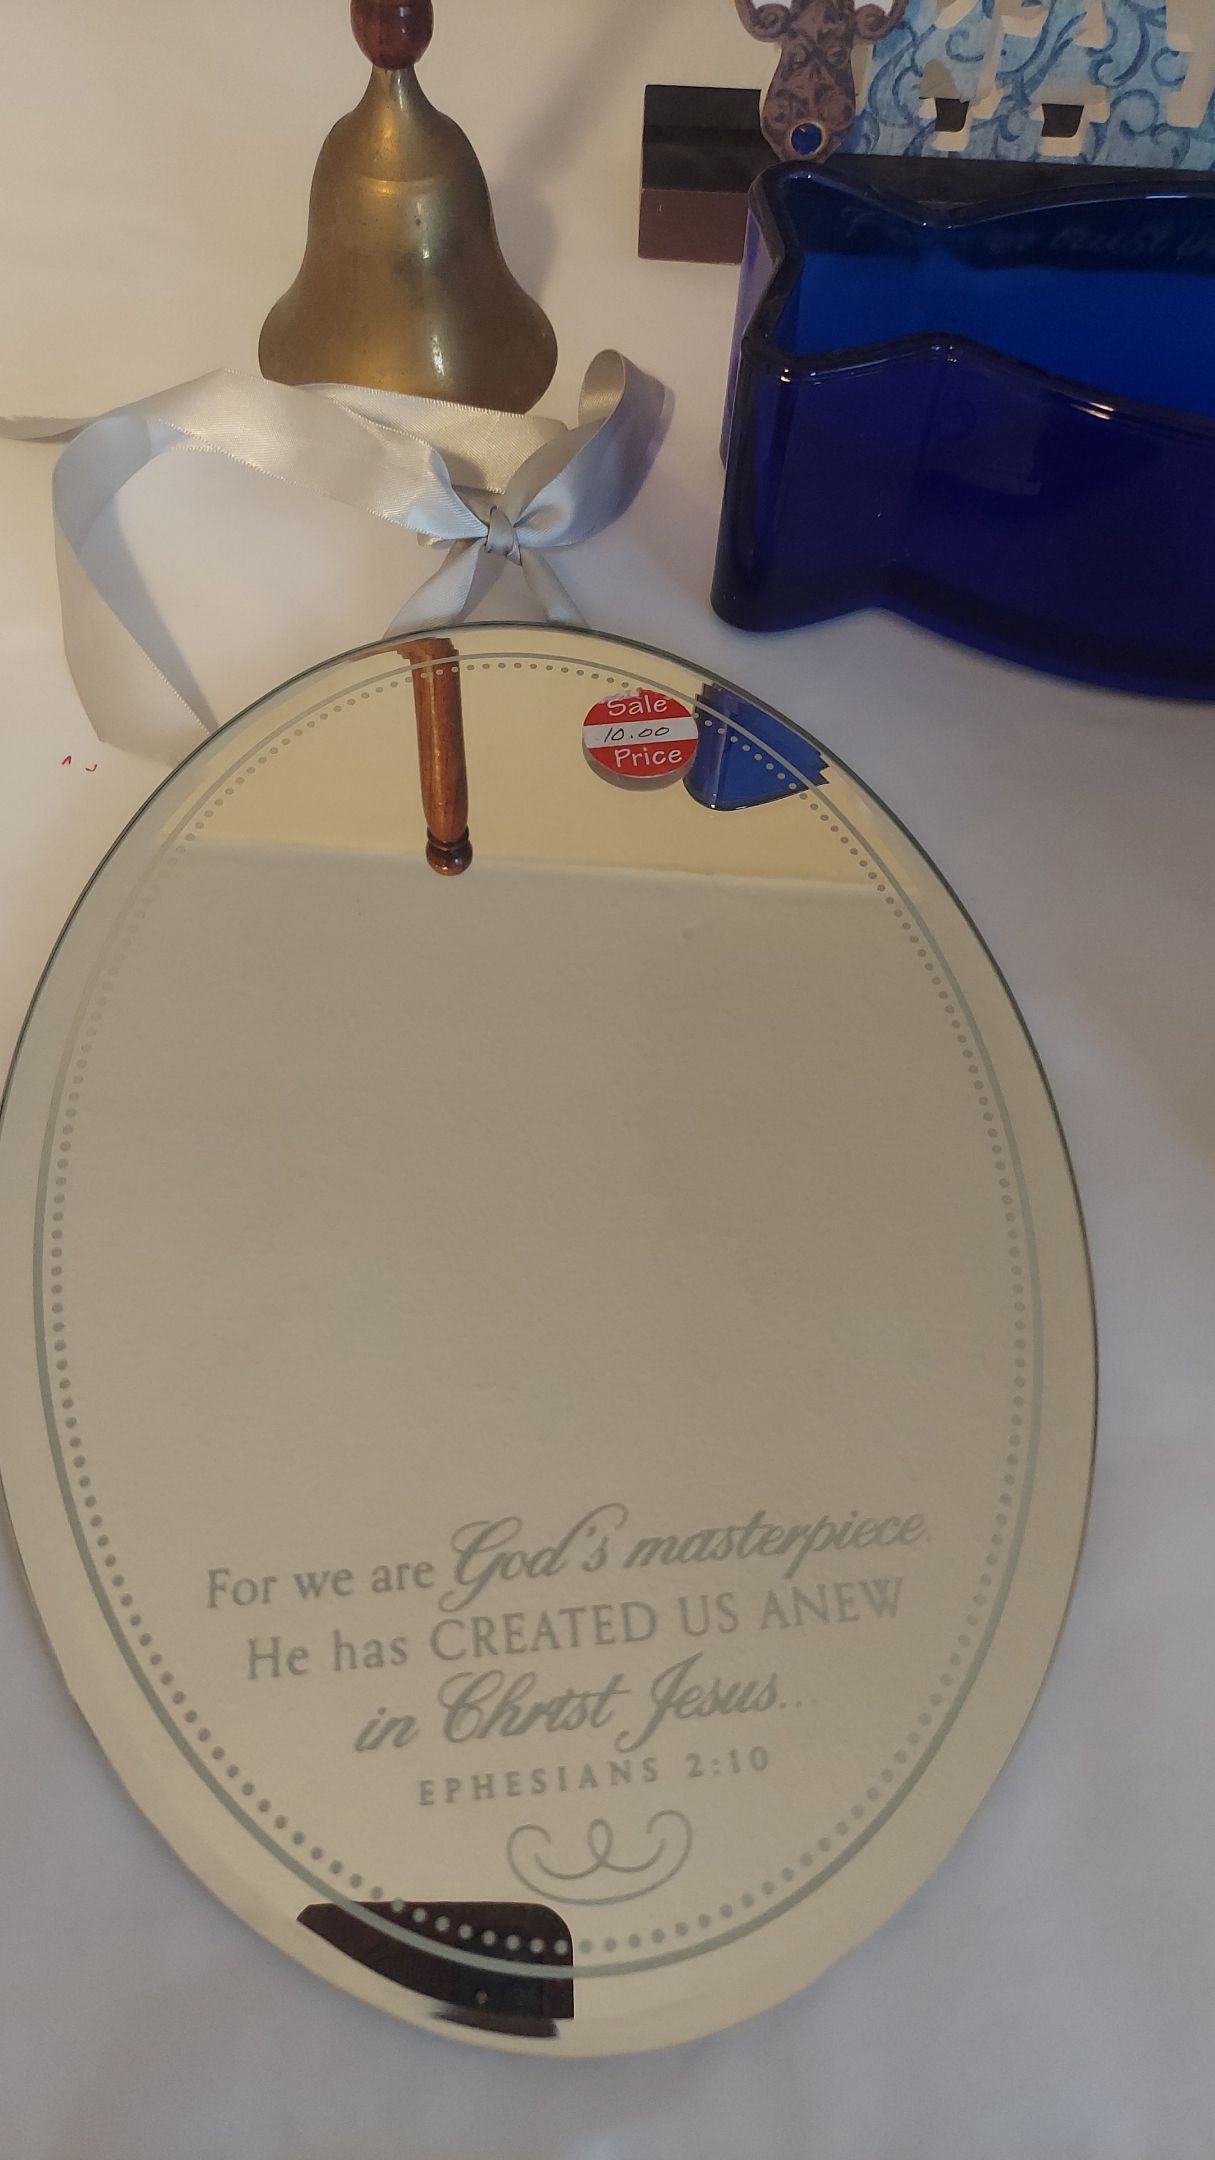 Sale
10.00
Price
For we are God's masterpiece.
He has CREATED US ANEW
in Christ Jesus...
EPHESIANS 2:10